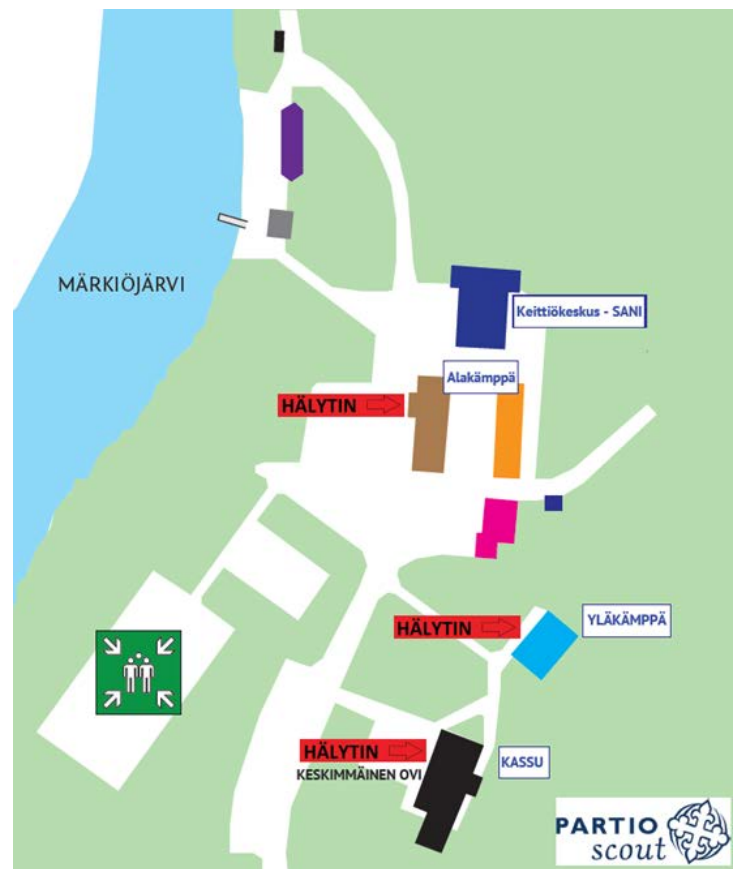 MÄRKIÖJÄRVI
Keittiökeskus - SANI
Alakämppä
HÄLYTIN
HÄLYTIN
YLÄKÄMPPÄ
HÄLYTIN
KESKIMMÄINEN OVI
KASSU
PARTIO
scout